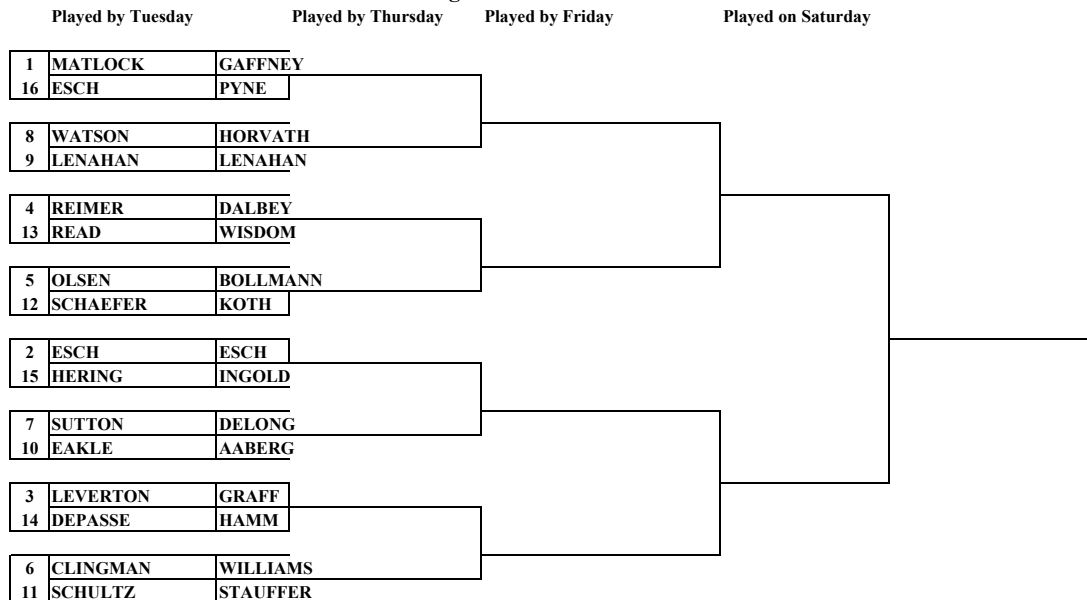 Played by Tuesday Played by Thursday Played by Friday Played on Saturday
1 MATLOCK GAFFNEY
16 ESCH PYNE
8 WATSON HORVATH
9 LENAHAN LENAHAN
4 REIMER DALBEY
13 READ WISDOM
5 OLSEN BOLLMANN
12 SCHAEFER KOTH
2 ESCH ESCH
15 HERING INGOLD
7 SUTTON DELONG
10 EAKLE AABERG
3 LEVERTON GRAFF
14 DEPASSE HAMM
6 CLINGMAN WILLIAMS
11 SCHULTZ STAUFFER